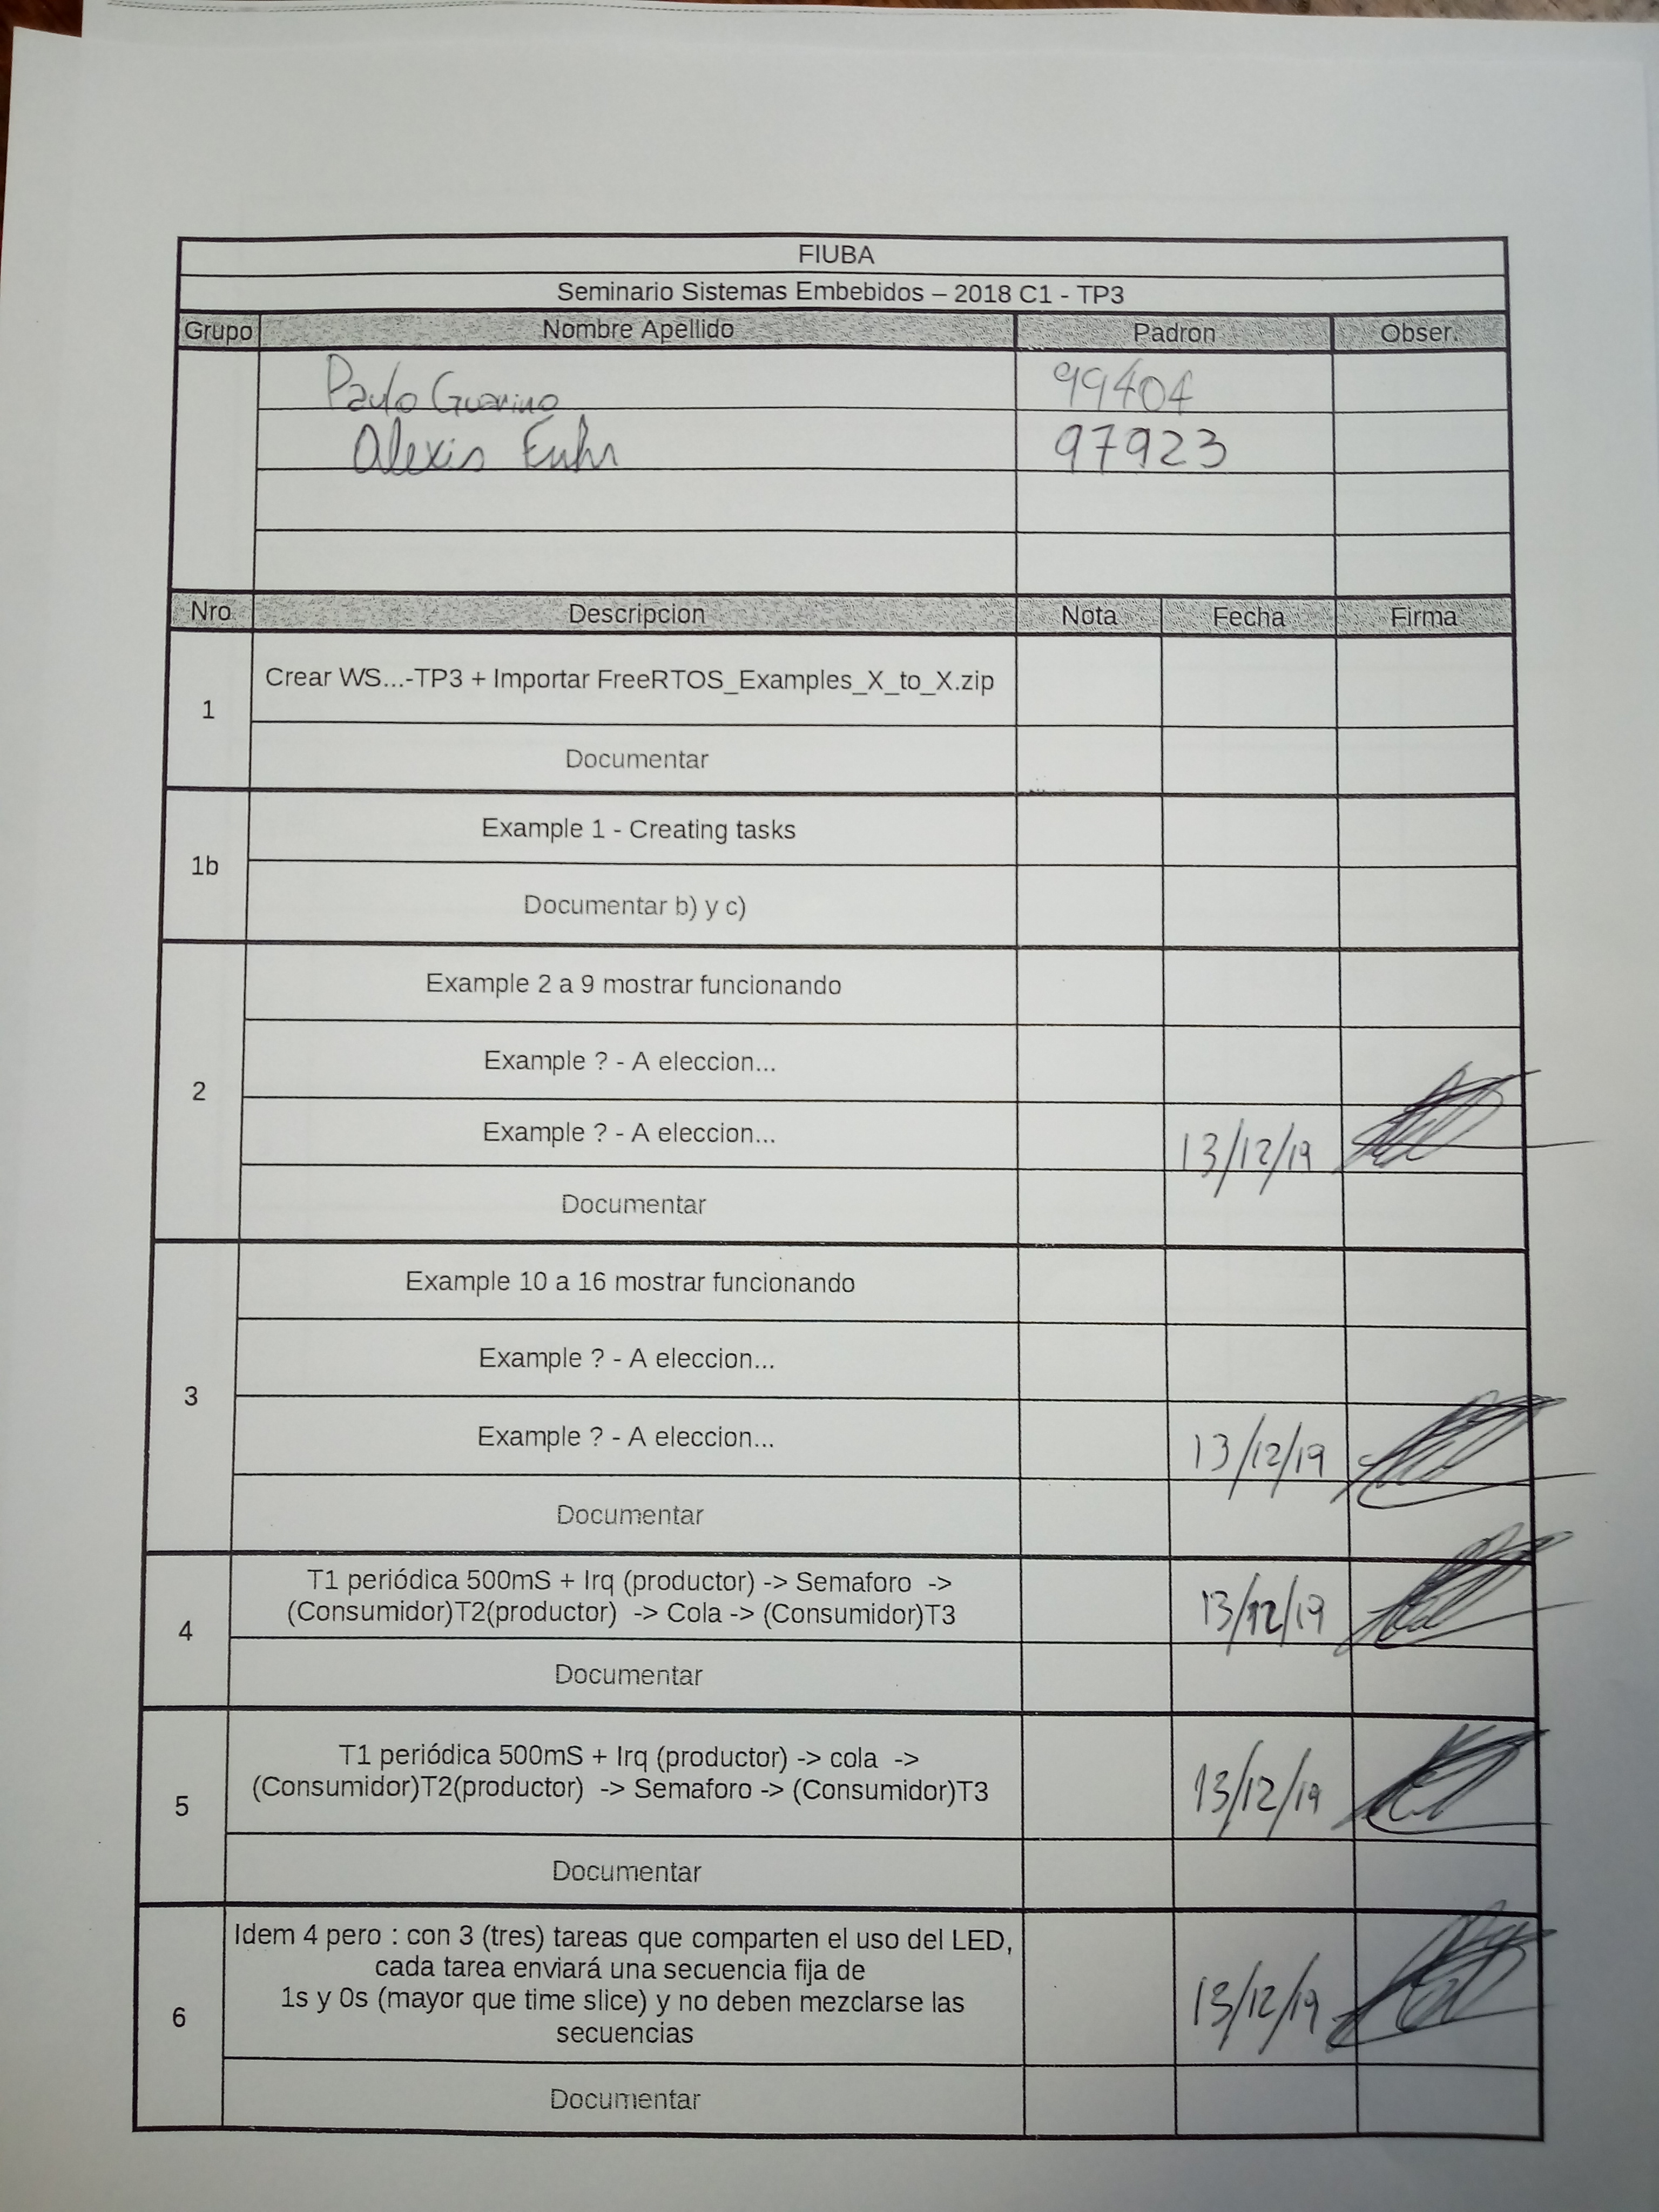 FIUBA
Seminario Sistemas Embebidos – 2018 C1 - TP3
Grupo Nombre Apellido Padron Obser.
Paulo Guarino 99404
Alexis 97923
Nro Descripcion Nota Fecha Firma
1
Crear WS...-TP3 + Importar FreeRTOS_Examples_X_to_X.zip
Documentar
1b
Example 1 - Creating tasks
Documentar b) y c)
2
Example 2 a 9 mostrar funcionando
Example ? - A eleccion...
Example ? - A eleccion... 13/12/19
Documentar
3
Example 10 a 16 mostrar funcionando
Example ? - A eleccion...
Example ? - A eleccion... 13/12/19
Documentar
4
T1 periódica 500mS + Irq (productor) -> Semaforo -> 13/12/19
(Consumidor)T2(productor) -> Cola -> (Consumidor)T3
Documentar
5
T1 periódica 500mS + Irq (productor) -> cola -> 13/12/19
(Consumidor)T2(productor) -> Semaforo -> (Consumidor)T3
Documentar
6
Idem 4 pero : con 3 (tres) tareas que comparten el uso del LED,
cada tarea enviará una secuencia fija de
1s y 0s (mayor que time slice) y no deben mezclarse las 13/12/19
secuencias
Documentar